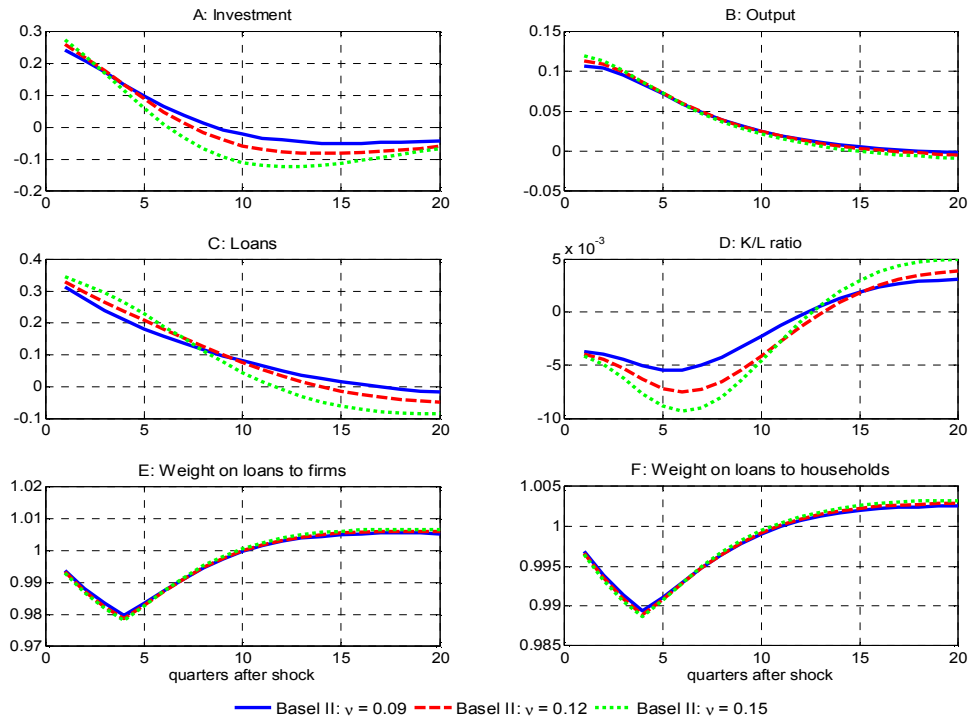 A: Investment
0.3
0.2
0.1
0
-0.1
-0.2
0 5 10 15 20
B: Output
0.15
0.1
0.05
0
-0.05
0 5 10 15 20
C: Loans
0.4
0.3
0.2
0.1
0
-0.1
0 5 10 15 20
D: K/L ratio
x 10⁻³
5
0
-5
-10
0 5 10 15 20
E: Weight on loans to firms
1.02
1.01
1
0.99
0.98
0.97
0 5 10 15 20
quarters after shock
F: Weight on loans to households
1.005
1
0.995
0.99
0.985
0 5 10 15 20
quarters after shock
Basel II: ν = 0.09 Basel II: ν = 0.12 Basel II: ν = 0.15